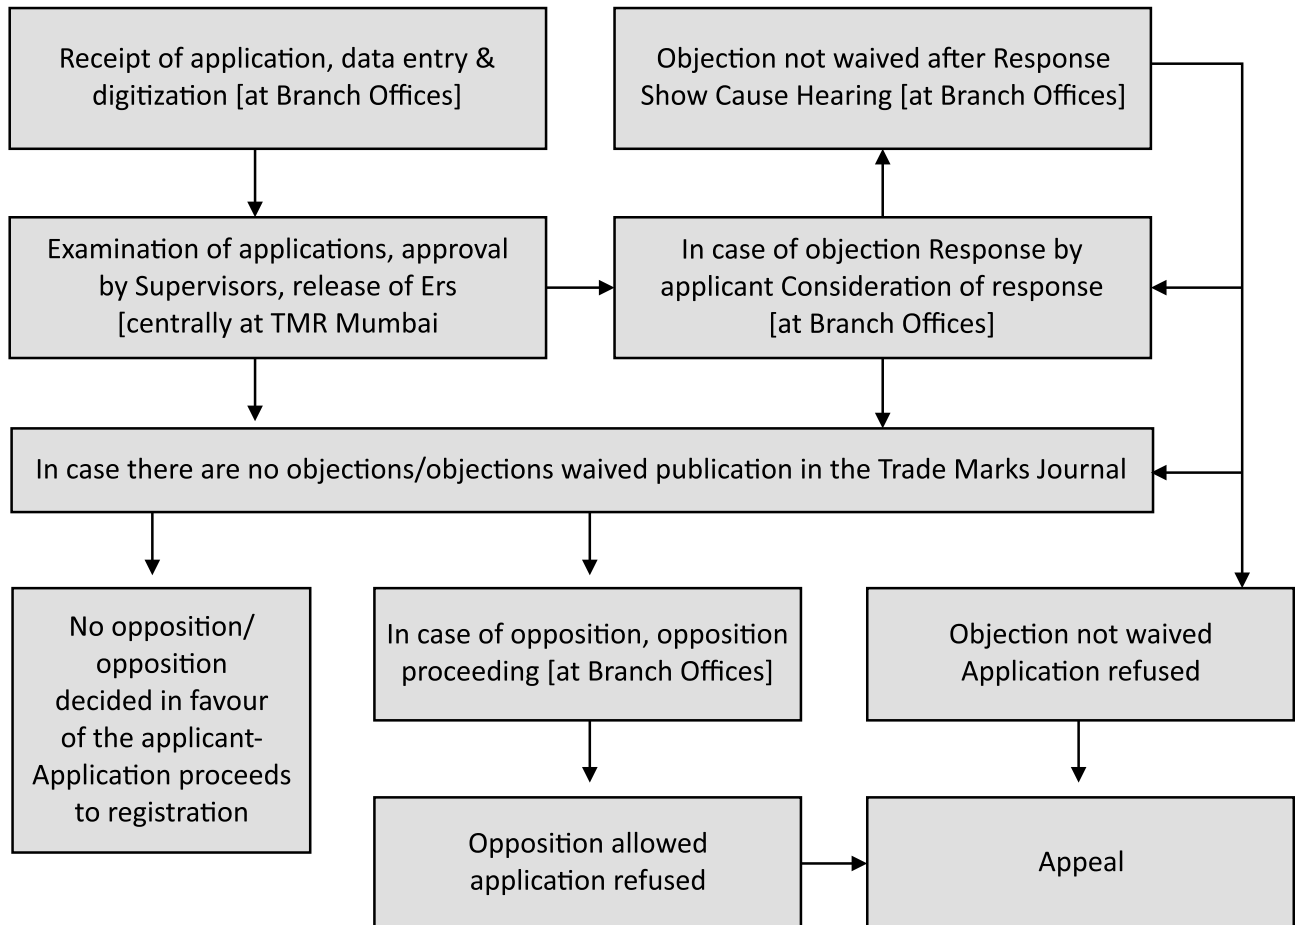 Receipt of application, data entry &
digitization [at Branch Offices]
Objection not waived after Response
Show Cause Hearing [at Branch Offices]
Examination of applications, approval
by Supervisors, release of Ers
[centrally at TMR Mumbai
In case of objection Response by
applicant Consideration of response
[at Branch Offices]
In case there are no objections/objections waived publication in the Trade Marks Journal
No opposition/
opposition
decided in favour
of the applicant-
Application proceeds
to registration
In case of opposition, opposition
proceeding [at Branch Offices]
Objection not waived
Application refused
Opposition allowed
application refused
Appeal